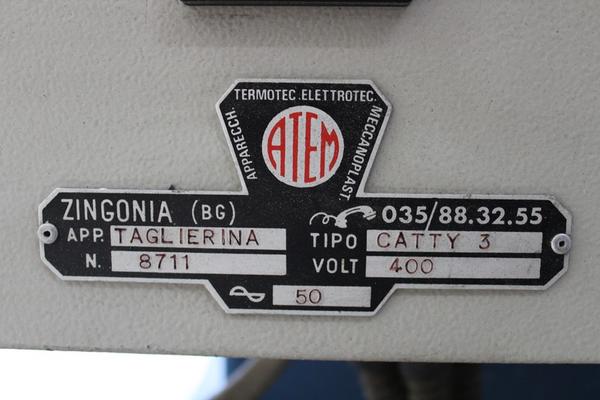 TERMOTEC.ELETTROTEC.
APPARECCH.
MECCANOPLAST.
ATEM
ZINGONIA (BG)
035/88.32.55
APP. TAGLIERINA
TIPO CATTY 3
N. 8711
VOLT 400
50